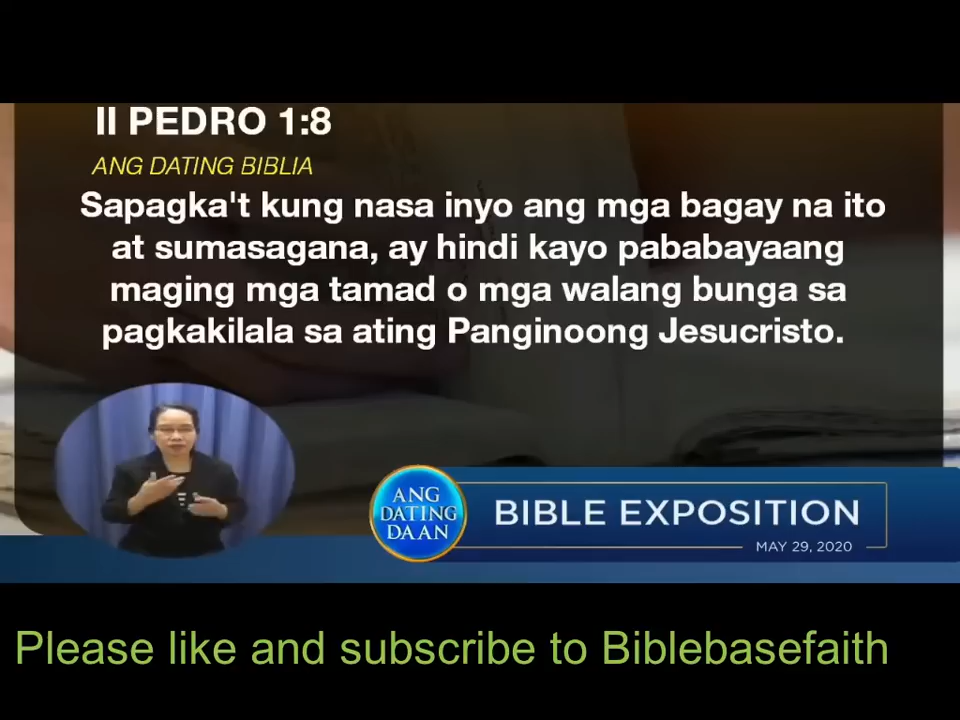 II PEDRO 1:8
ANG DATING BIBLIA
Sapagka't kung nasa inyo ang mga bagay na ito
at sumasagana, ay hindi kayo pababayaang
maging mga tamad o mga walang bunga sa
pagkakilala sa ating Panginoong Jesucristo.
ANG
DATING
DAAN
BIBLE EXPOSITION
MAY 29, 2020
Please like and subscribe to Biblebasefaith